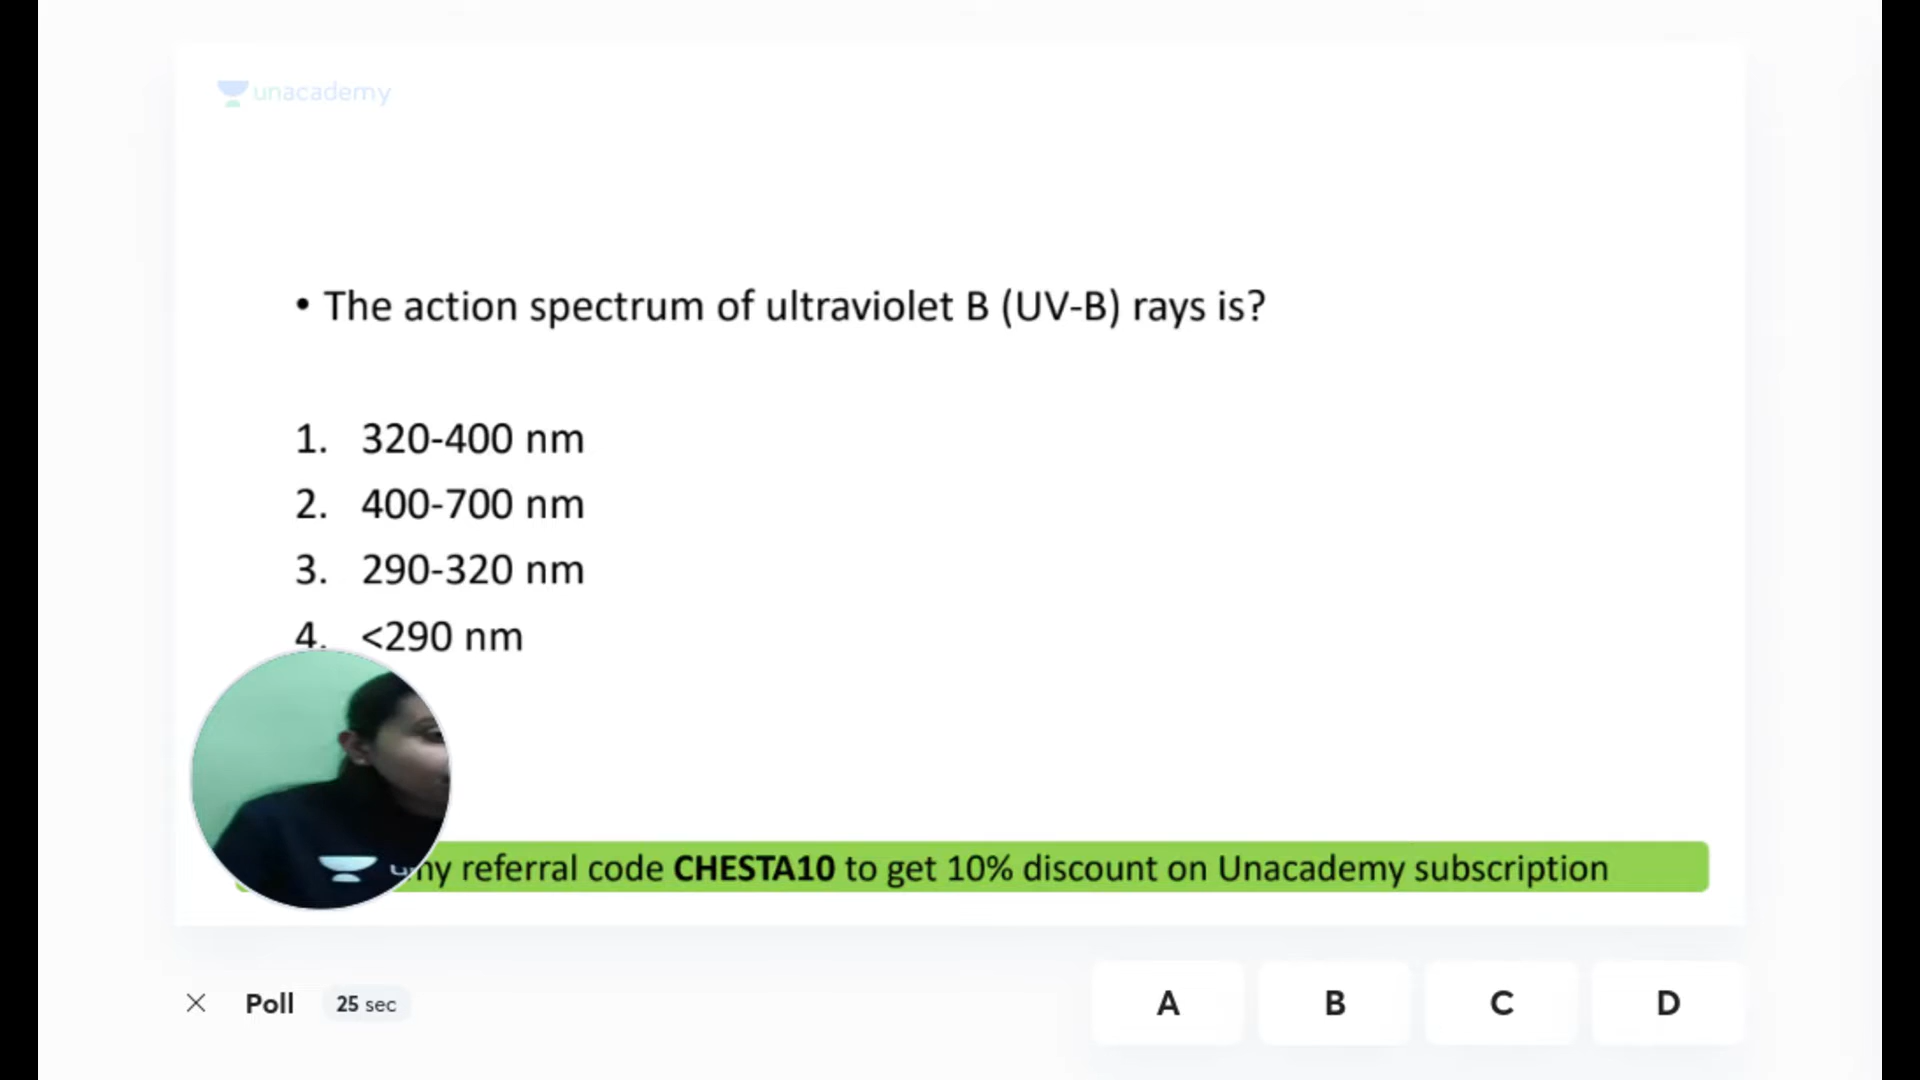 unacademy
• The action spectrum of ultraviolet B (UV-B) rays is?
1. 320-400 nm
2. 400-700 nm
3. 290-320 nm
4. <290 nm
my referral code CHESTA10 to get 10% discount on Unacademy subscription
Poll 25 sec A B C D